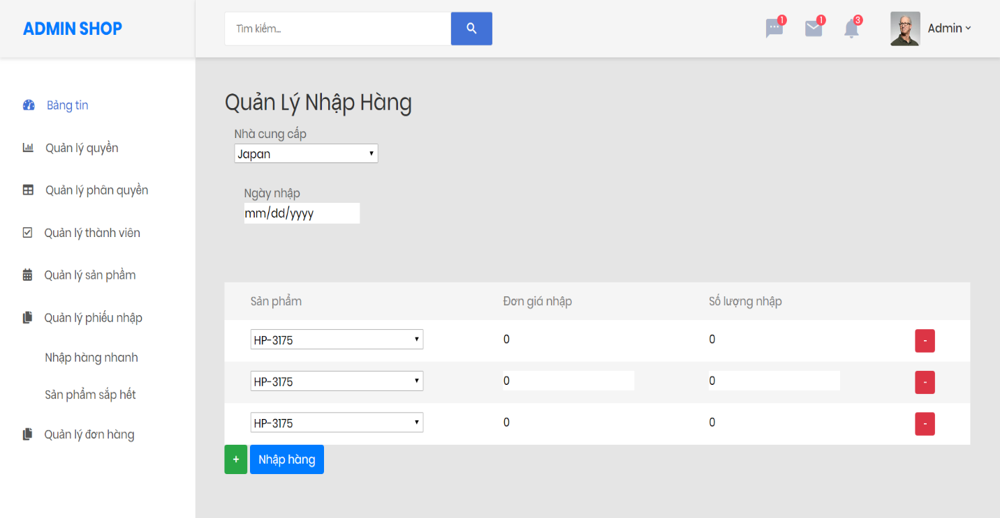 ADMIN SHOP
Tìm kiếm...
1
1
3
Admin
Bảng tin
Quản lý quyền
Quản lý phân quyền
Quản lý thành viên
Quản lý sản phẩm
Quản lý phiếu nhập
Nhập hàng nhanh
Sản phẩm sắp hết
Quản lý đơn hàng
Quản Lý Nhập Hàng
Nhà cung cấp
Japan
Ngày nhập
mm/dd/yyyy
Sản phẩm Đơn giá nhập Số lượng nhập
HP-3175 0 0 -
HP-3175 0 0 -
HP-3175 0 0 -
+ Nhập hàng